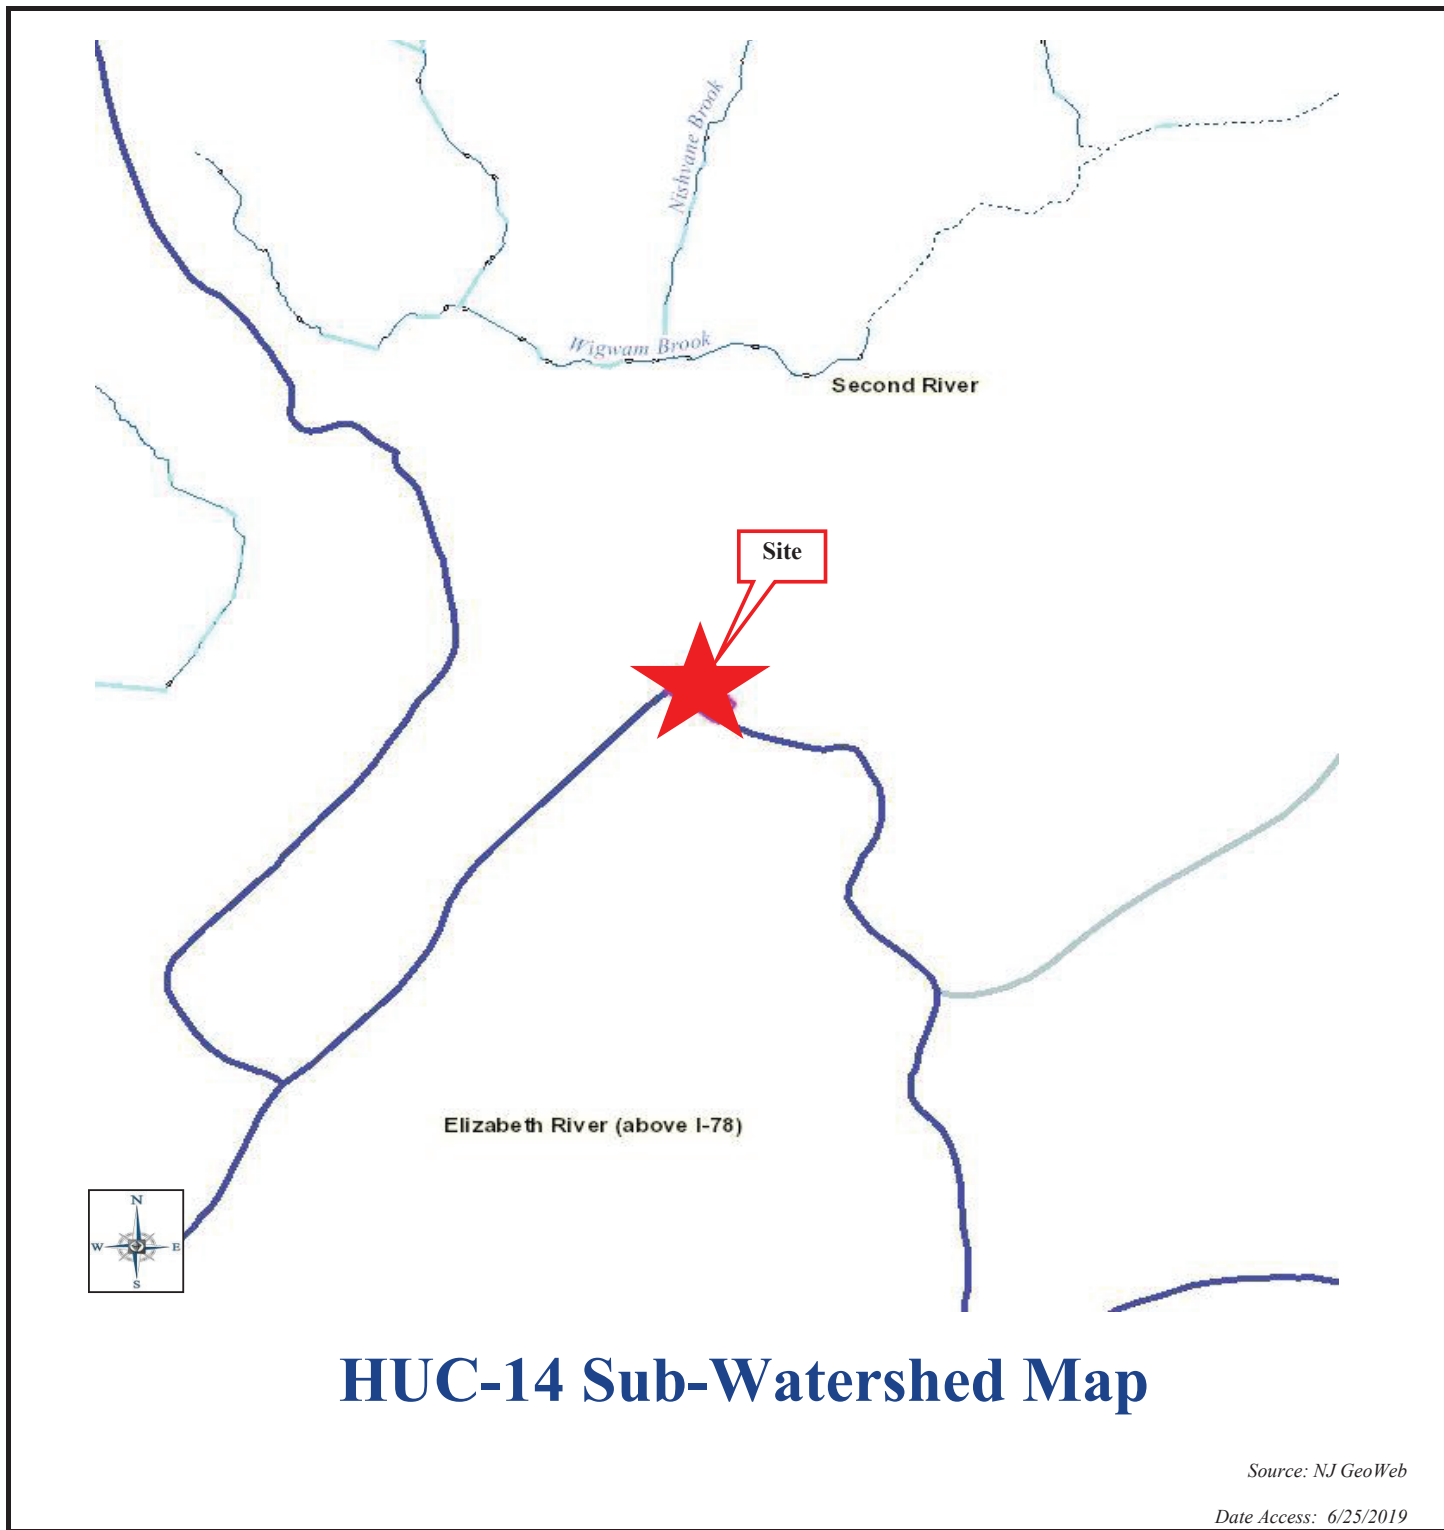 Nishvane Brook
Wigwam Brook
Second River
Site
Elizabeth River (above I-78)
N
W E
S
HUC-14 Sub-Watershed Map
Source: NJ GeoWeb
Date Access: 6/25/2019